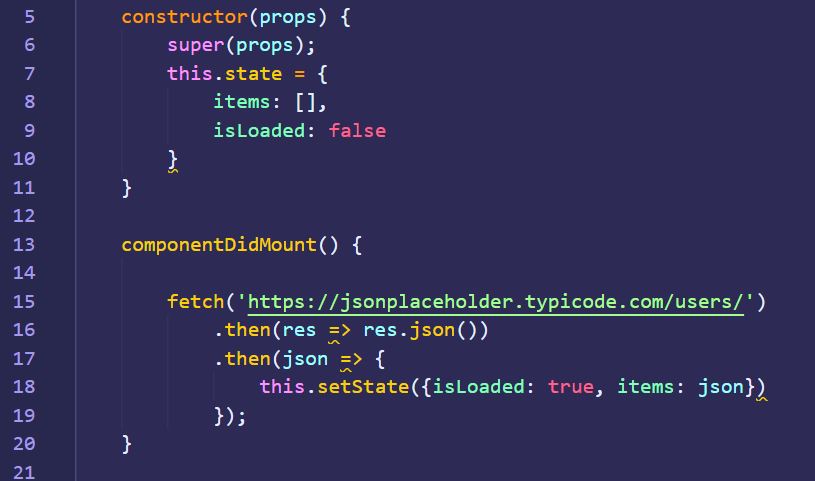 5 constructor(props) {
6 super(props);
7 this.state = {
8 items: [],
9 isLoaded: false
10 }
11 }
12
13 componentDidMount() {
14
15 fetch('https://jsonplaceholder.typicode.com/users/')
16 .then(res => res.json())
17 .then(json => {
18 this.setState({isLoaded: true, items: json})
19 });
20 }
21